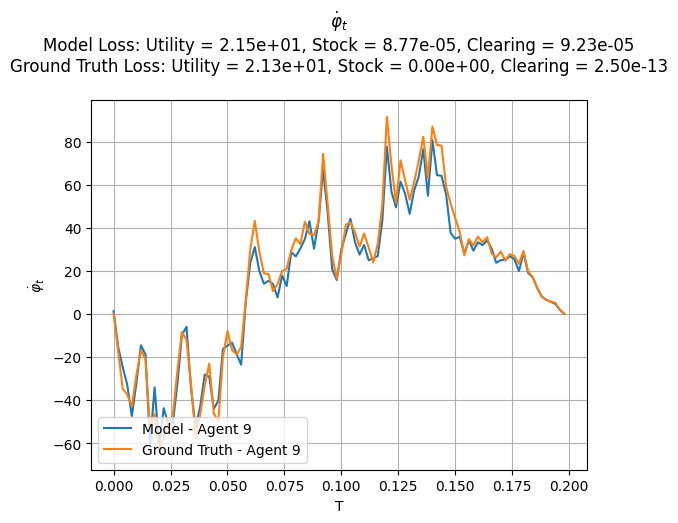 φ̇ₜ
Model Loss: Utility = 2.15e+01, Stock = 8.77e-05, Clearing = 9.23e-05
Ground Truth Loss: Utility = 2.13e+01, Stock = 0.00e+00, Clearing = 2.50e-13
80
60
40
20
0
−20
−40
−60
φ̇ₜ
Model - Agent 9
Ground Truth - Agent 9
0.000 0.025 0.050 0.075 0.100 0.125 0.150 0.175 0.200
T